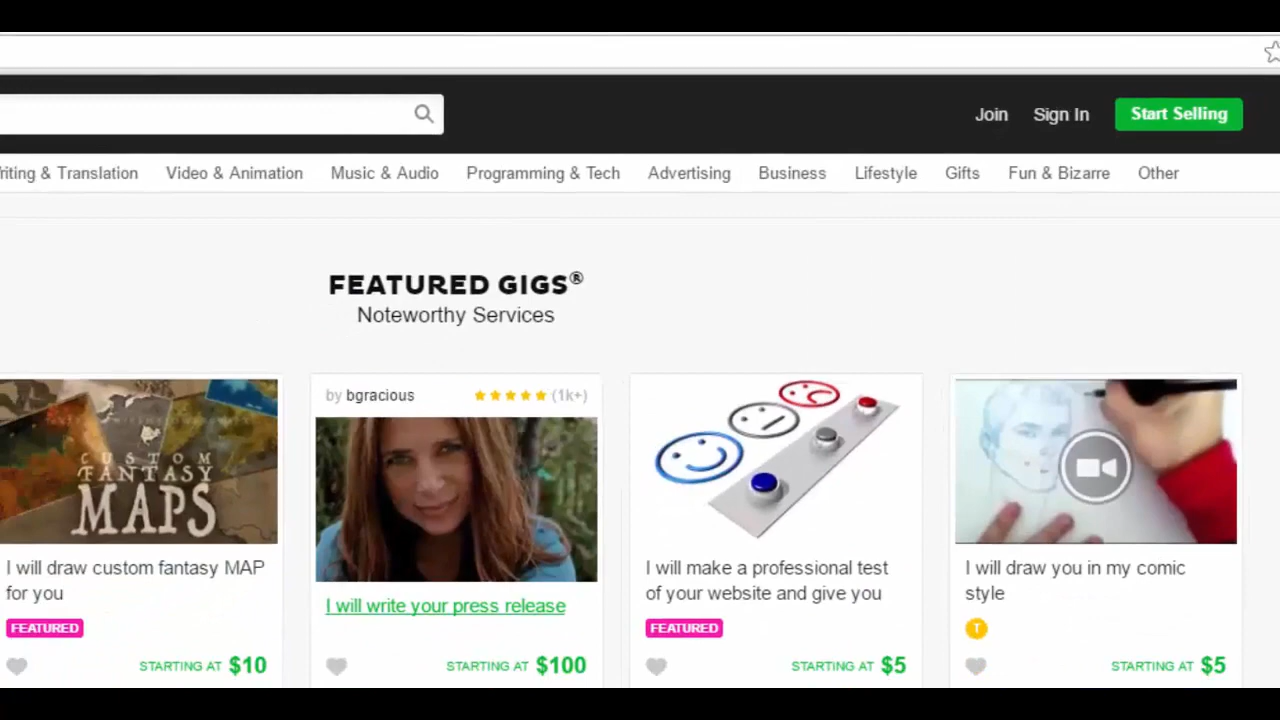 Join Sign In Start Selling
riting & Translation Video & Animation Music & Audio Programming & Tech Advertising Business Lifestyle Gifts Fun & Bizarre Other
FEATURED GIGS®
Noteworthy Services
CUSTOM
FANTASY
MAPS
I will draw custom fantasy MAP
for you
FEATURED
STARTING AT $10
by bgracious (1k+)
I will write your press release
STARTING AT $100
I will make a professional test
of your website and give you
FEATURED
STARTING AT $5
I will draw you in my comic
style
T
STARTING AT $5